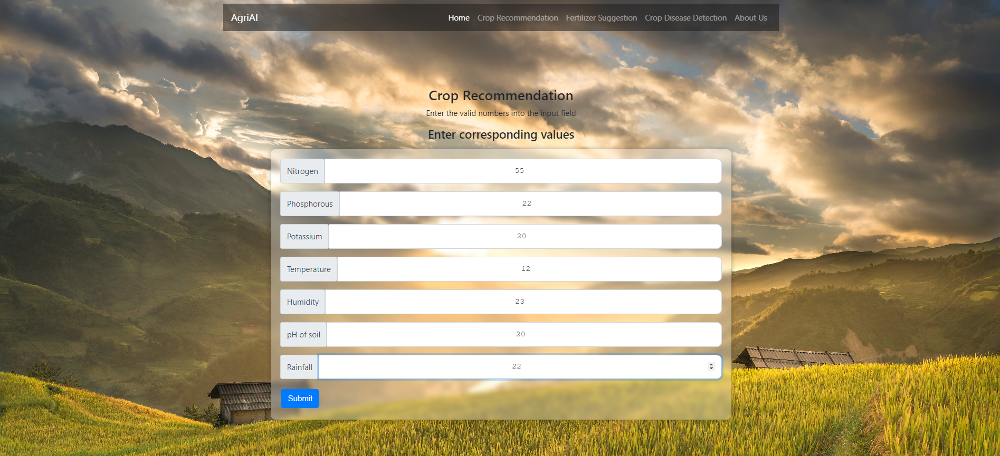 AgriAI Home Crop Recommendation Fertilizer Suggestion Crop Disease Detection About Us
Crop Recommendation
Enter the valid numbers into the input field
Enter corresponding values
Nitrogen 55
Phosphorous 22
Potassium 20
Temperature 12
Humidity 23
pH of soil 20
Rainfall 22
Submit